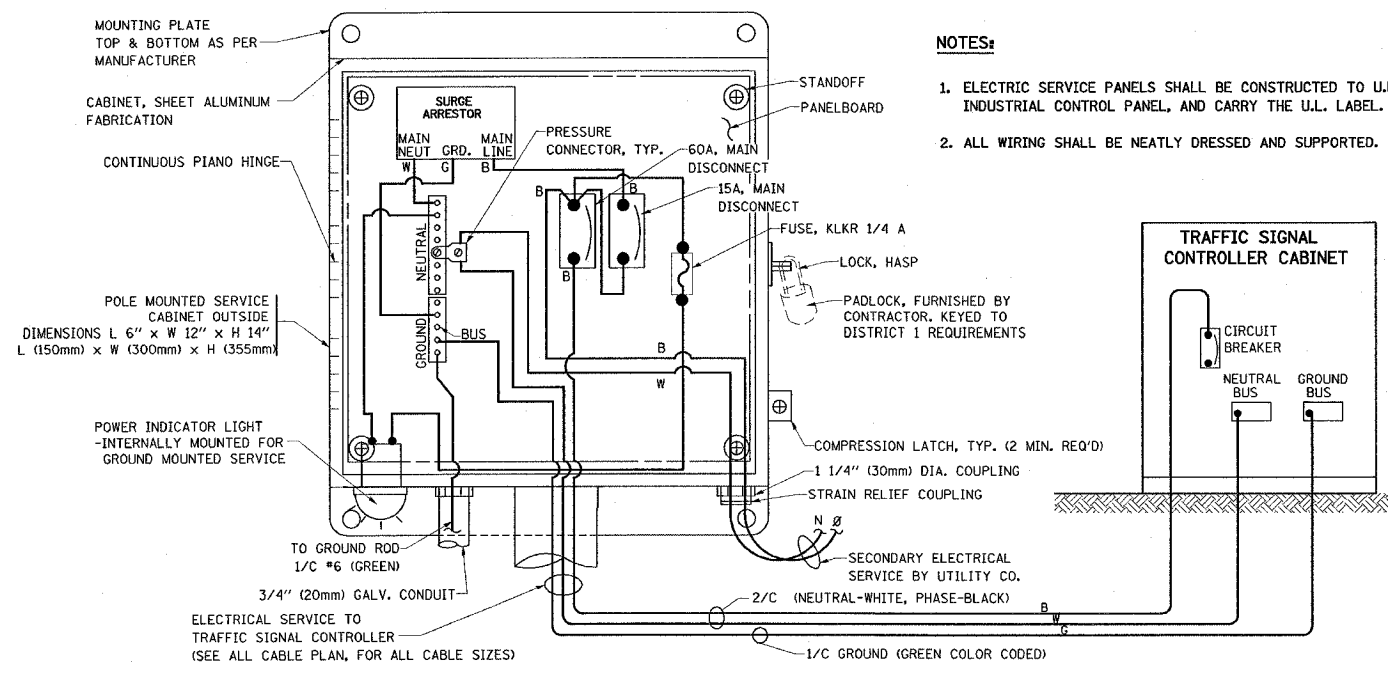 MOUNTING PLATE
TOP & BOTTOM AS PER
MANUFACTURER
CABINET, SHEET ALUMINUM
FABRICATION
CONTINUOUS PIANO HINGE
POLE MOUNTED SERVICE
CABINET OUTSIDE
DIMENSIONS L 6" x W 12" x H 14"
L (150mm) x W (300mm) x H (355mm)
POWER INDICATOR LIGHT
-INTERNALLY MOUNTED FOR
GROUND MOUNTED SERVICE
SURGE
ARRESTOR
MAIN
NEUT
GRD.
MAIN
LINE
W
G
B
PRESSURE
CONNECTOR, TYP.
NEUTRAL
GROUND
BUS
B
B
B
B
W
STANDOFF
PANELBOARD
60A, MAIN
DISCONNECT
15A, MAIN
DISCONNECT
FUSE, KLKR 1/4 A
LOCK, HASP
PADLOCK, FURNISHED BY
CONTRACTOR. KEYED TO
DISTRICT 1 REQUIREMENTS
COMPRESSION LATCH, TYP. (2 MIN. REQ'D)
1 1/4" (30mm) DIA. COUPLING
STRAIN RELIEF COUPLING
N Ø
SECONDARY ELECTRICAL
SERVICE BY UTILITY CO.
TO GROUND ROD
1/C #6 (GREEN)
3/4" (20mm) GALV. CONDUIT
ELECTRICAL SERVICE TO
TRAFFIC SIGNAL CONTROLLER
(SEE ALL CABLE PLAN, FOR ALL CABLE SIZES)
2/C (NEUTRAL-WHITE, PHASE-BLACK)
B
W
G
1/C GROUND (GREEN COLOR CODED)
NOTES:
1. ELECTRIC SERVICE PANELS SHALL BE CONSTRUCTED TO U.
INDUSTRIAL CONTROL PANEL, AND CARRY THE U.L. LABEL.
2. ALL WIRING SHALL BE NEATLY DRESSED AND SUPPORTED.
TRAFFIC SIGNAL
CONTROLLER CABINET
CIRCUIT
BREAKER
NEUTRAL
BUS
GROUND
BUS